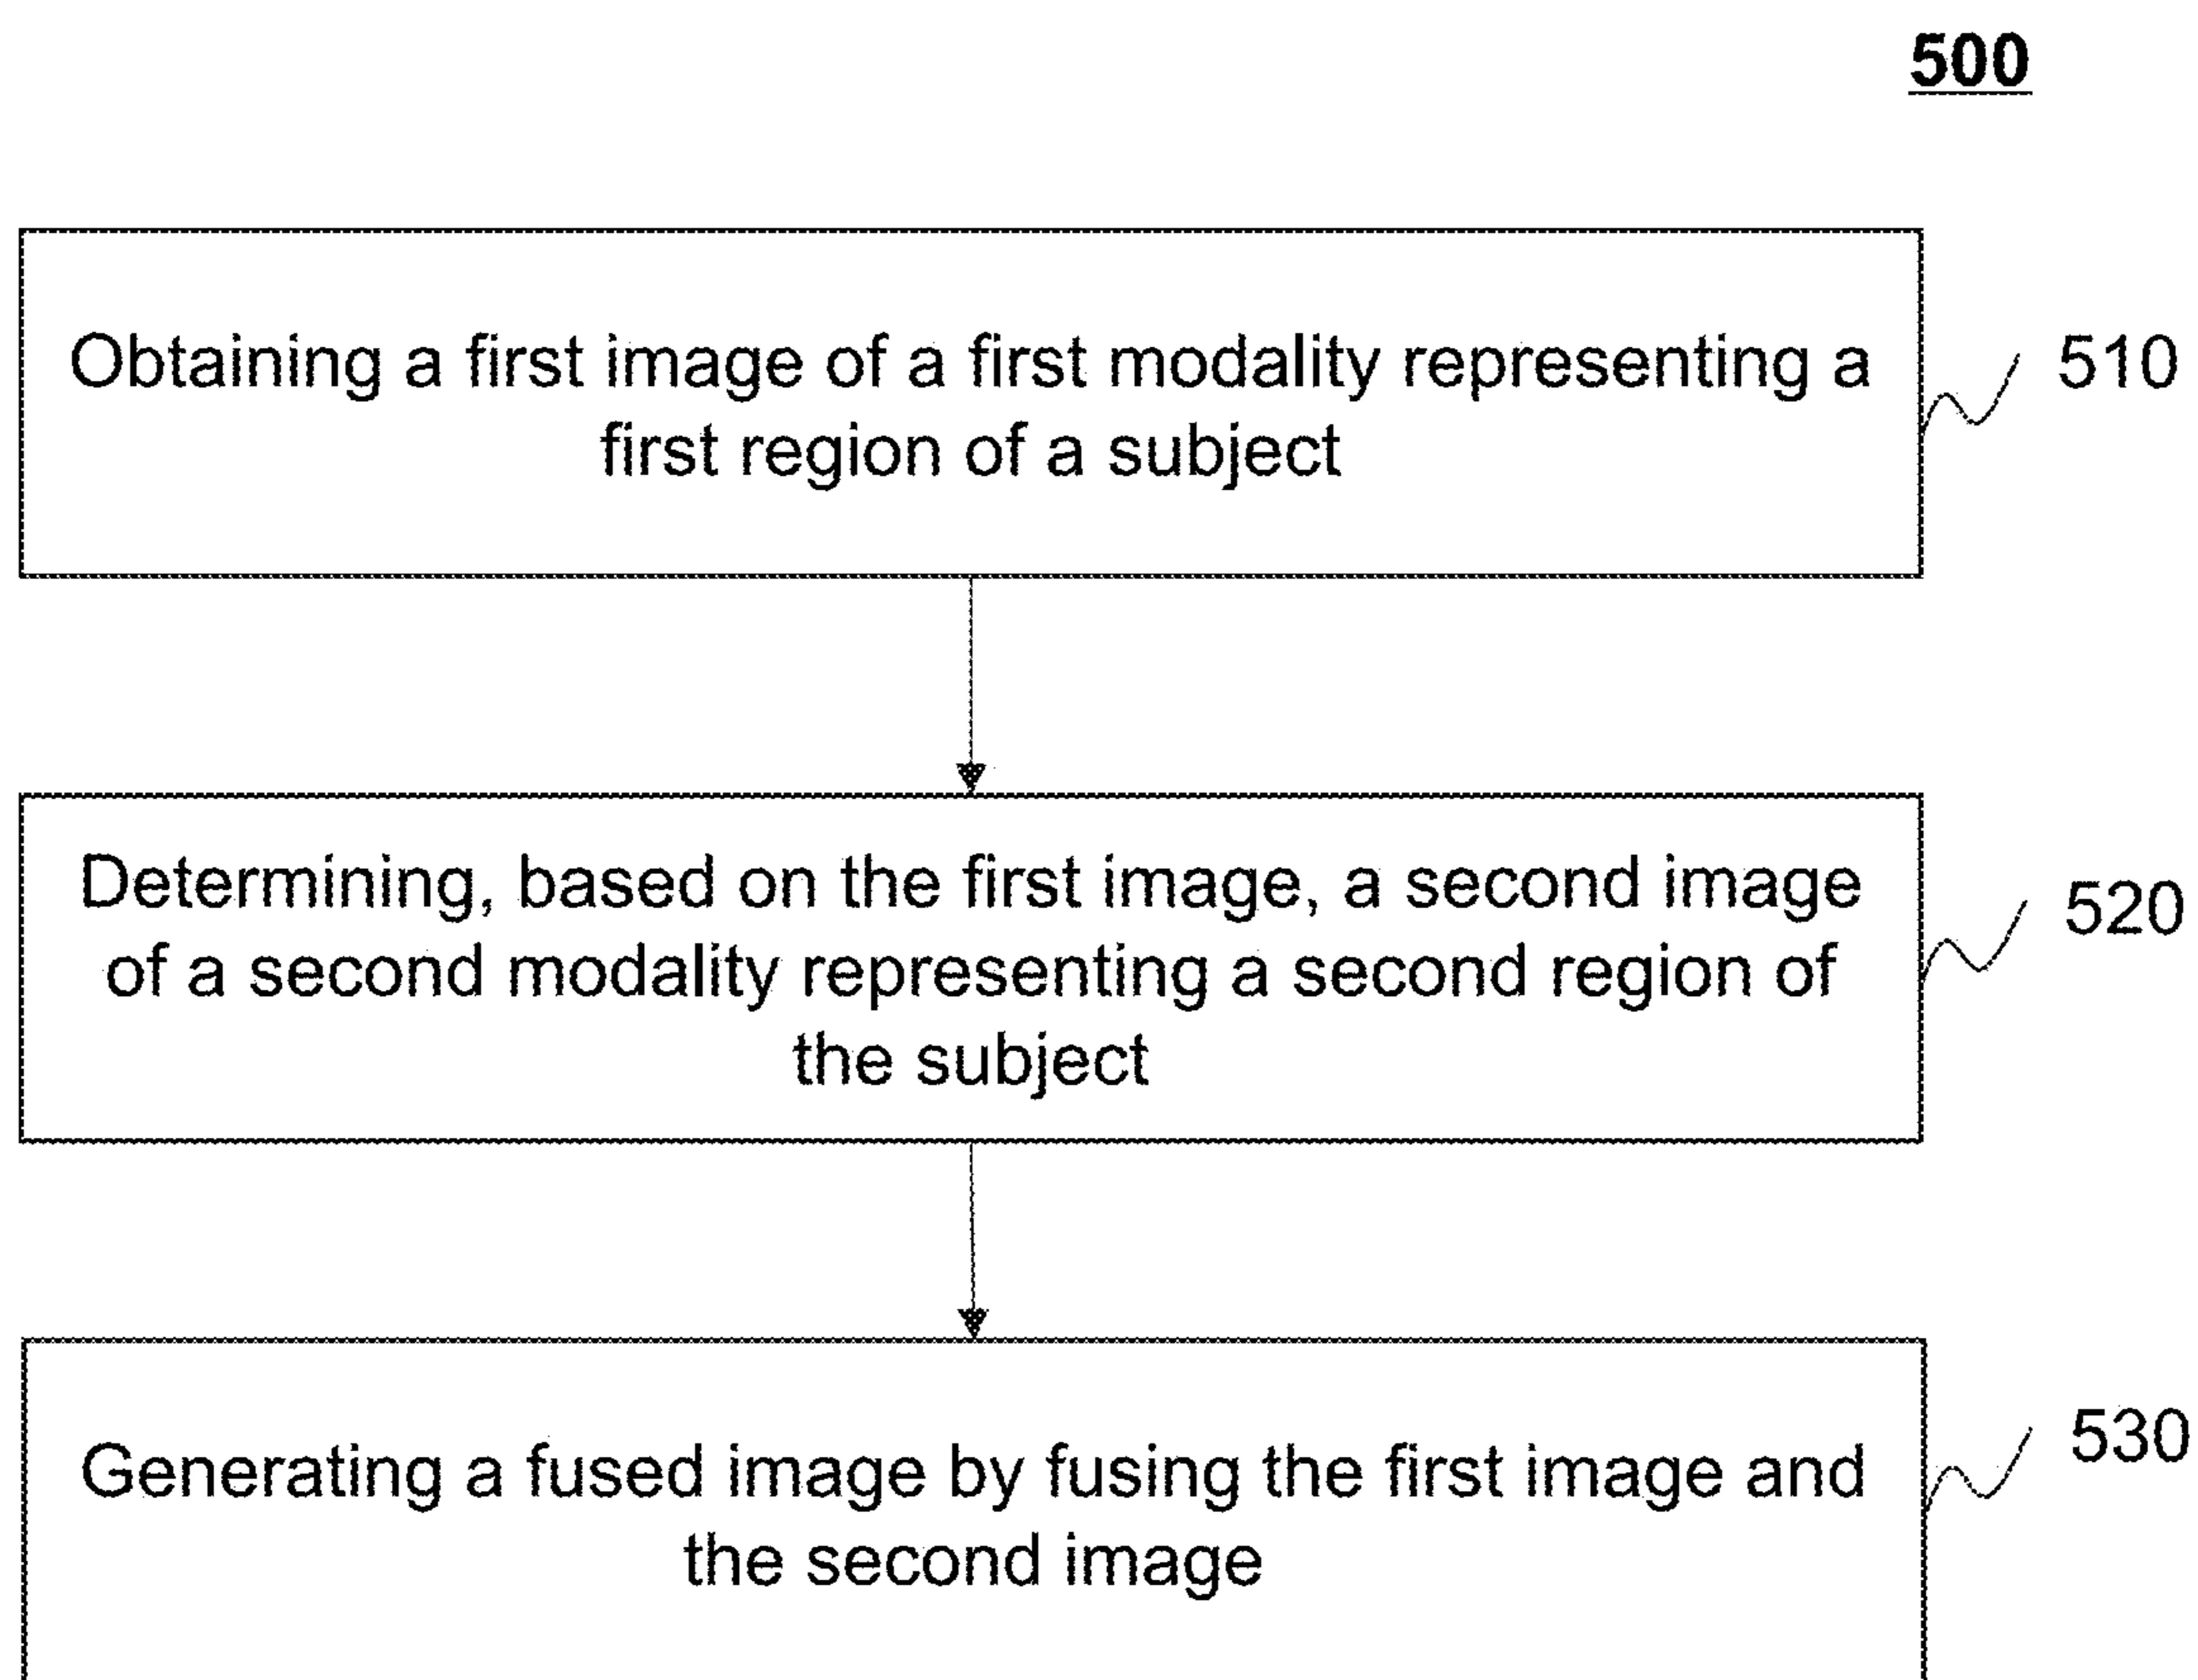 500
Obtaining a first image of a first modality representing a
first region of a subject
510
Determining, based on the first image, a second image
of a second modality representing a second region of
the subject
520
Generating a fused image by fusing the first image and
the second image
530